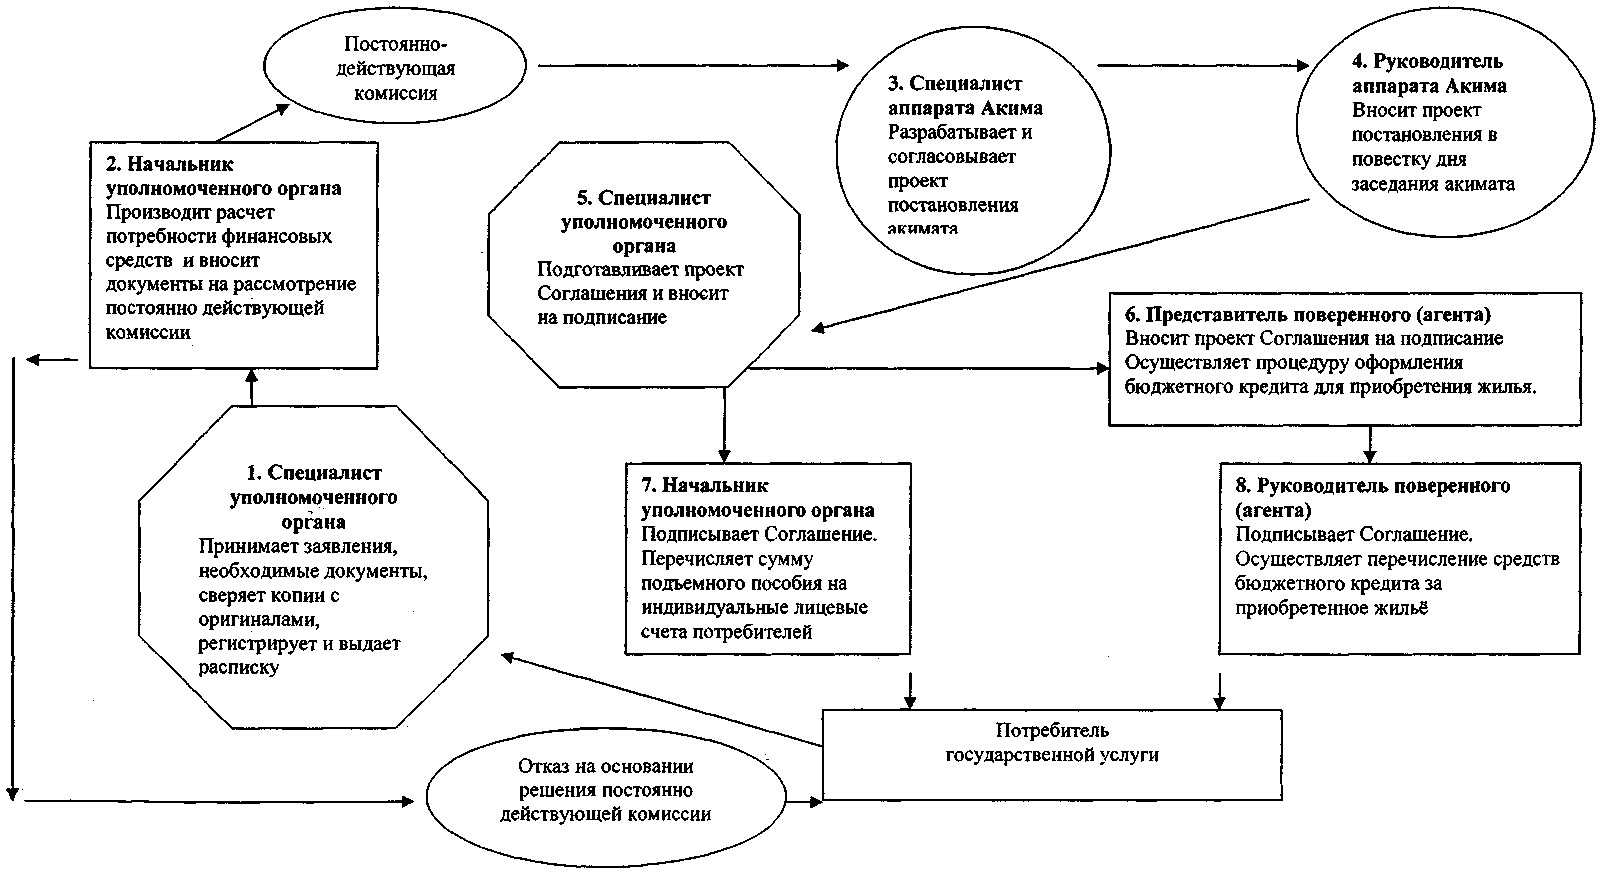 Постоянно-
действующая
комиссия
3. Специалист
аппарата Акима
Разрабатывает и
согласовывает
проект
постановления
акимата
4. Руководитель
аппарата Акима
Вносит проект
постановления в
повестку дня
заседания акимата
2. Начальник
уполномоченного органа
Производит расчет
потребности финансовых
средств и вносит
документы на рассмотрение
постоянно действующей
комиссии
5. Специалист
уполномоченного
органа
Подготавливает проект
Соглашения и вносит
на подписание
6. Представитель поверенного (агента)
Вносит проект Соглашения на подписание
Осуществляет процедуру оформления
бюджетного кредита для приобретения жилья.
1. Специалист
уполномоченного
органа
Принимает заявления,
необходимые документы,
сверяет копии с
оригиналами,
регистрирует и выдает
расписку
7. Начальник
уполномоченного органа
Подписывает Соглашение.
Перечисляет сумму
подъемного пособия на
индивидуальные лицевые
счета потребителей
8. Руководитель поверенного
(агента)
Подписывает Соглашение.
Осуществляет перечисление средств
бюджетного кредита за
приобретенное жильё
Потребитель
государственной услуги
Отказ на основании
решения постоянно
действующей комиссии